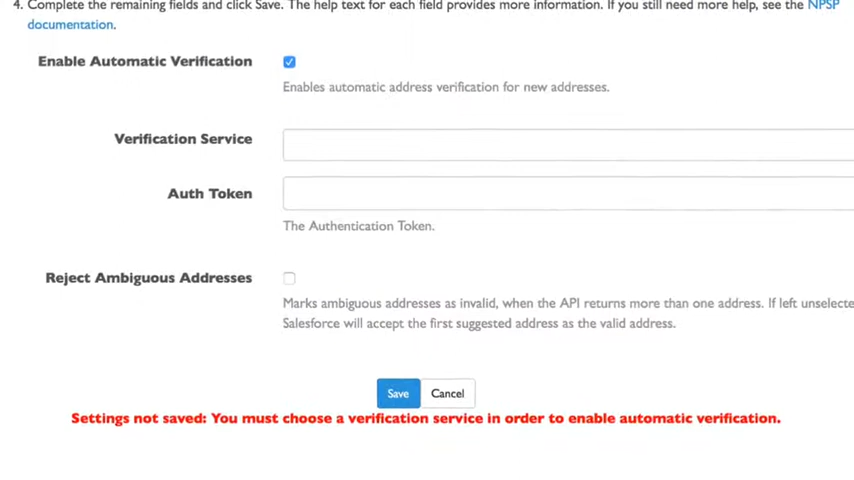 4. Complete the remaining fields and click Save. The help text for each field provides more information. If you still need more help, see the NPSP
documentation.
Enable Automatic Verification
Enables automatic address verification for new addresses.
Verification Service
Auth Token
The Authentication Token.
Reject Ambiguous Addresses
Marks ambiguous addresses as invalid, when the API returns more than one address. If left unselecte
Salesforce will accept the first suggested address as the valid address.
Save Cancel
Settings not saved: You must choose a verification service in order to enable automatic verification.